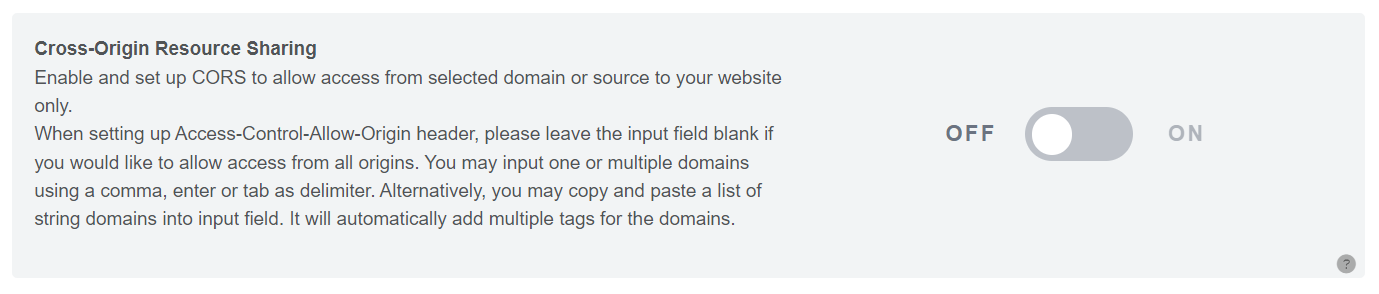 Cross-Origin Resource Sharing
Enable and set up CORS to allow access from selected domain or source to your website
only.
When setting up Access-Control-Allow-Origin header, please leave the input field blank if
you would like to allow access from all origins. You may input one or multiple domains
using a comma, enter or tab as delimiter. Alternatively, you may copy and paste a list of
string domains into input field. It will automatically add multiple tags for the domains.
OFF ON
?